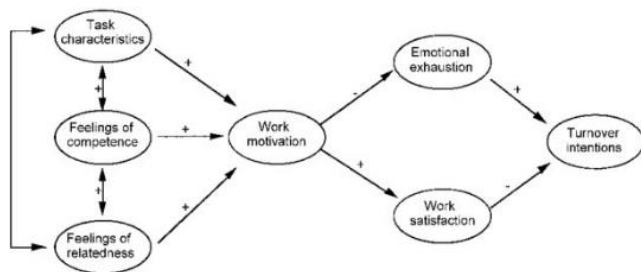 Task
characteristics
+
+
Feelings of
competence
+
+
+
Feelings of
relatedness
Work
motivation
-
+
Emotional
exhaustion
Work
satisfaction
+
-
Turnover
intentions